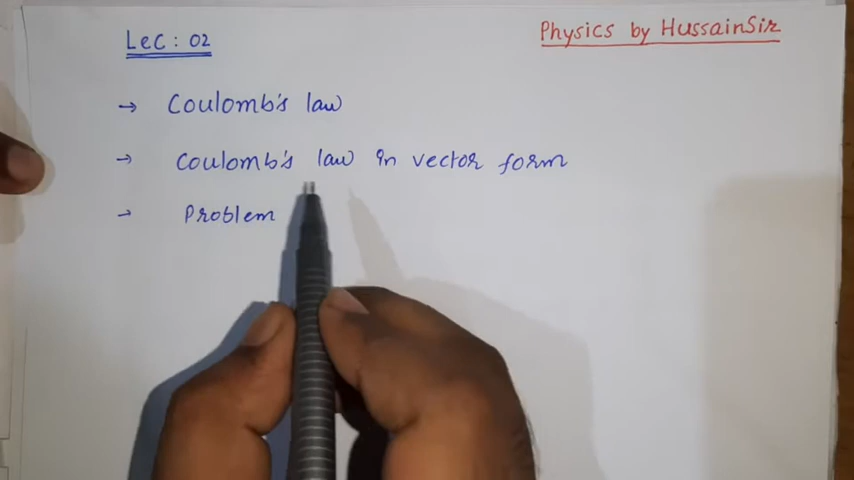 Lec : 02
Physics by HussainSir
→ Coulomb's law
→ Coulomb's law in vector form
→ Problem